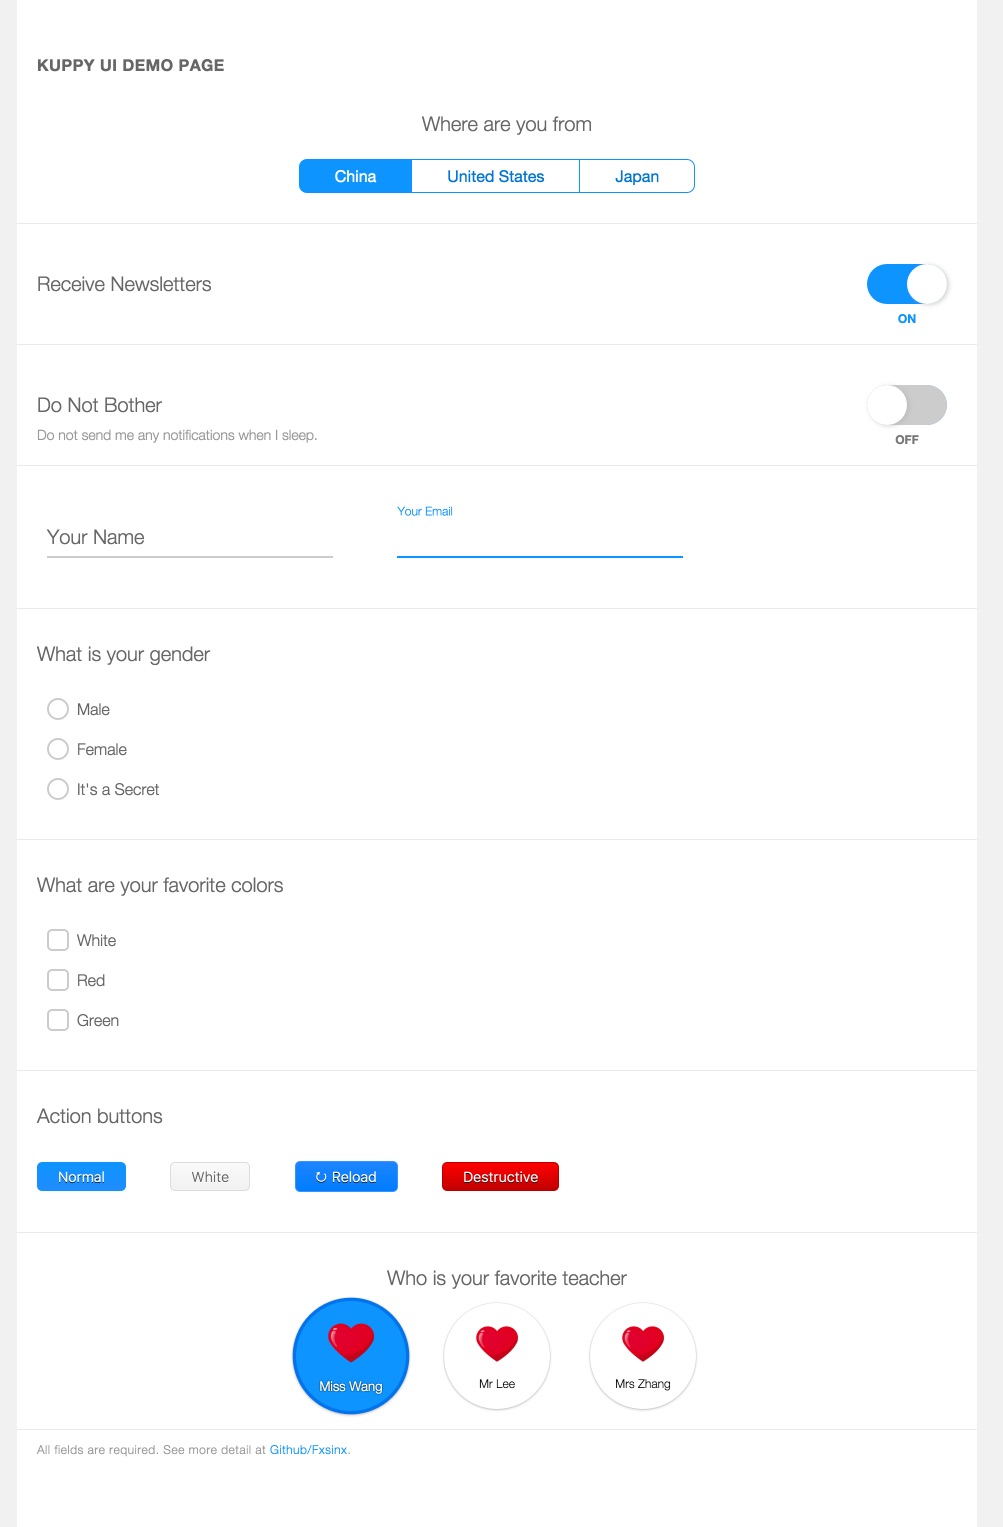 KUPPY UI DEMO PAGE
Where are you from
China United States Japan
Receive Newsletters
ON
Do Not Bother
Do not send me any notifications when I sleep.
OFF
Your Email
Your Name
What is your gender
Male
Female
It's a Secret
What are your favorite colors
White
Red
Green
Action buttons
Normal White ↻ Reload Destructive
Who is your favorite teacher
Miss Wang Mr Lee Mrs Zhang
All fields are required. See more detail at Github/Fxsinx.